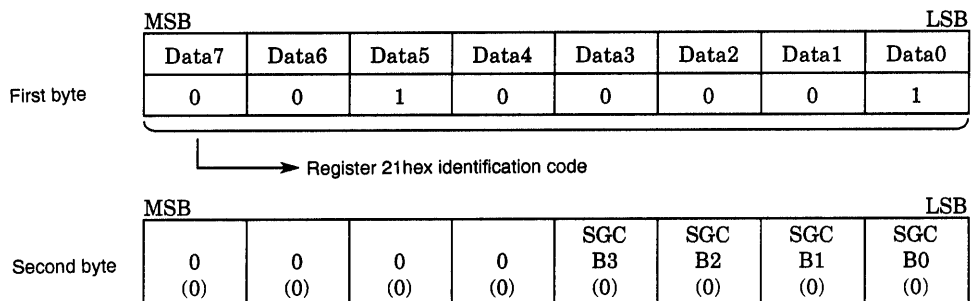 MSB LSB
Data7 Data6 Data5 Data4 Data3 Data2 Data1 Data0
First byte 0 0 1 0 0 0 0 1
Register 21hex identification code
MSB LSB
SGC SGC SGC SGC
Second byte 0 0 0 0 B3 B2 B1 B0
(0) (0) (0) (0) (0) (0) (0) (0)